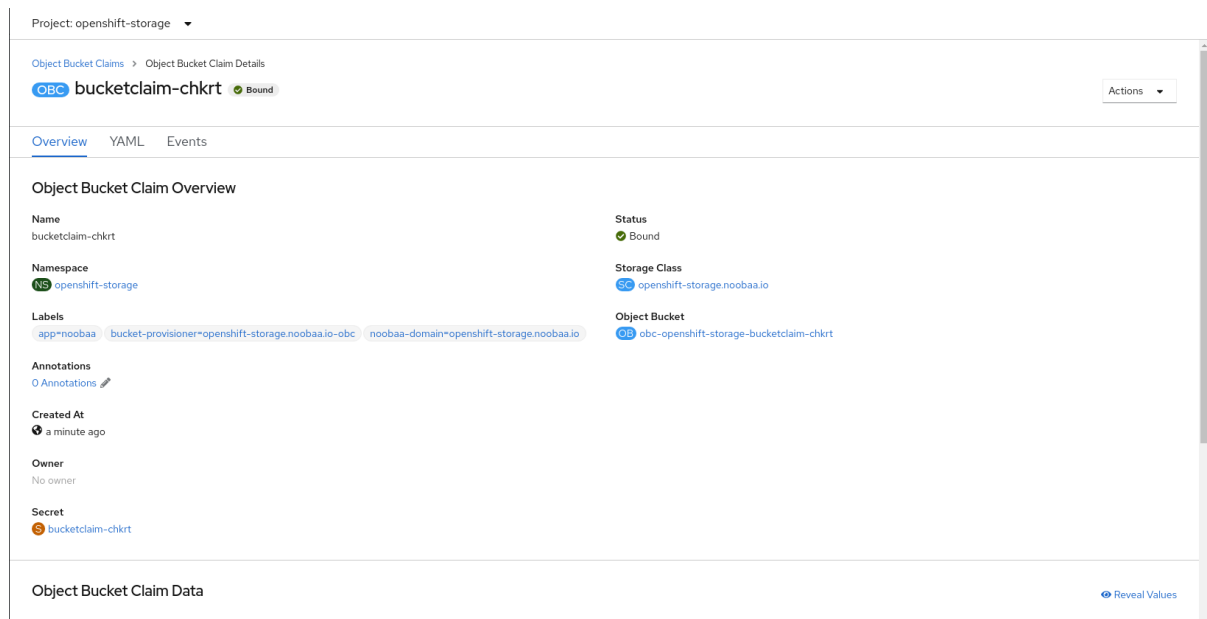 Project: openshift-storage
Object Bucket Claims > Object Bucket Claim Details
OBC bucketclaim-chkrt Bound
Actions
Overview YAML Events
Object Bucket Claim Overview
Name
bucketclaim-chkrt
Namespace
NS openshift-storage
Labels
app=noobaa bucket-provisioner=openshift-storage.noobaa.io-obc noobaa-domain=openshift-storage.noobaa.io
Annotations
0 Annotations
Created At
a minute ago
Owner
No owner
Secret
S bucketclaim-chkrt
Status
Bound
Storage Class
SC openshift-storage.noobaa.io
Object Bucket
OB obc-openshift-storage-bucketclaim-chkrt
Object Bucket Claim Data
Reveal Values